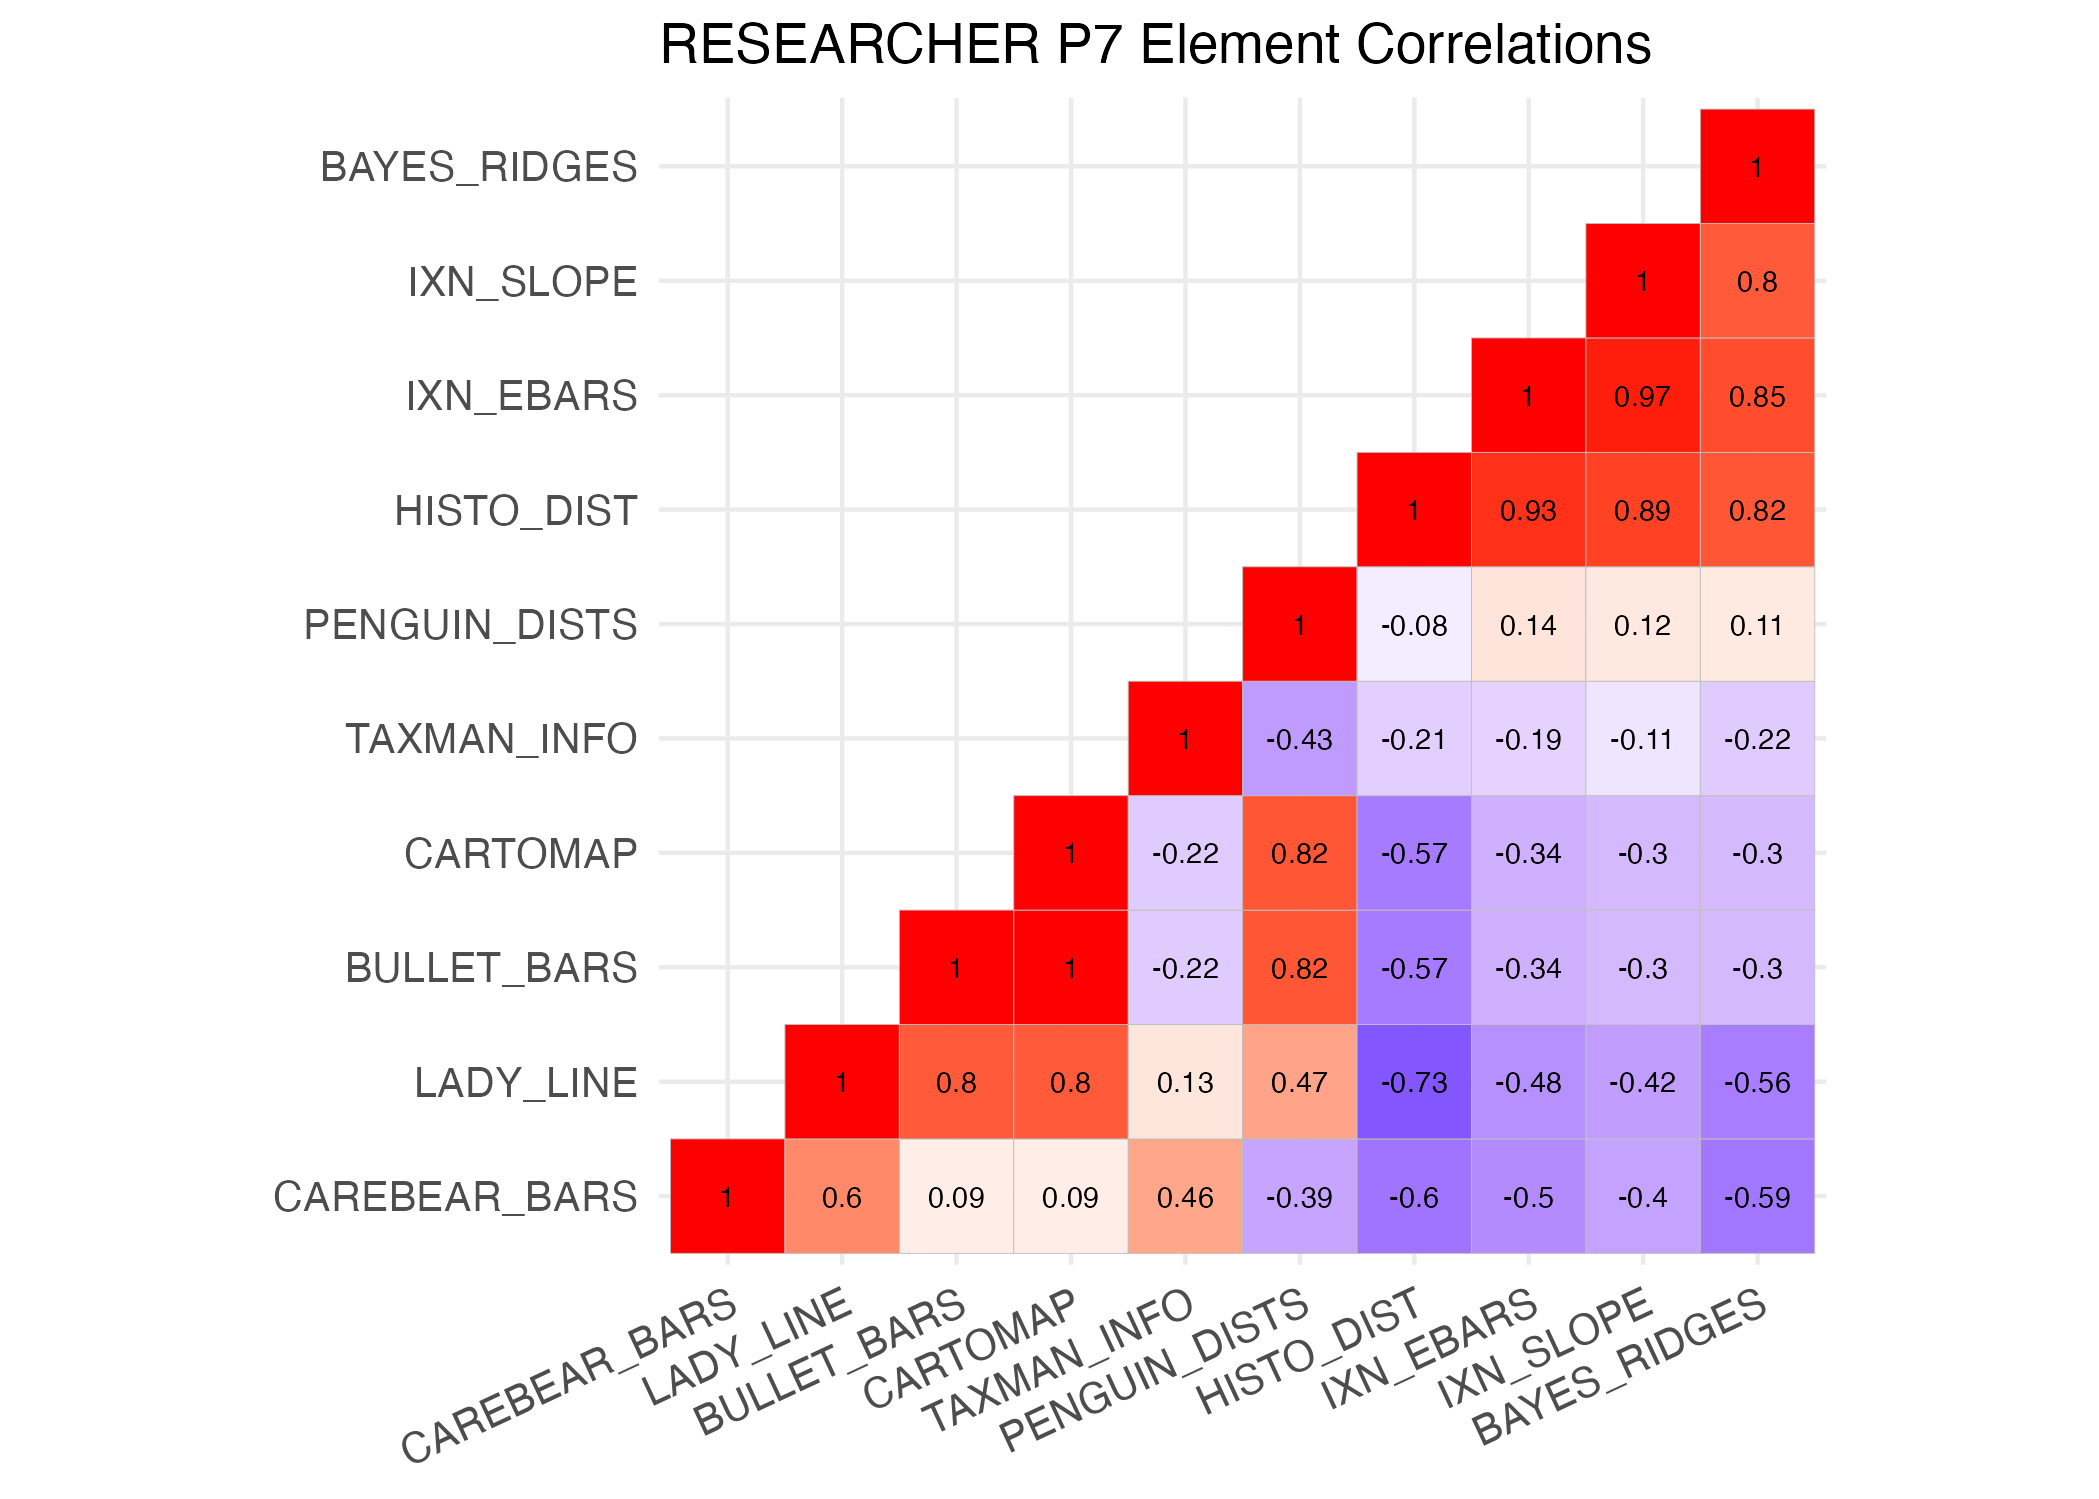 RESEARCHER P7 Element Correlations
BAYES_RIDGES 1
IXN_SLOPE 1 0.8
IXN_EBARS 1 0.97 0.85
HISTO_DIST 1 0.93 0.89 0.82
PENGUIN_DISTS 1 -0.08 0.14 0.12 0.11
TAXMAN_INFO 1 -0.43 -0.21 -0.19 -0.11 -0.22
CARTOMAP 1 -0.22 0.82 -0.57 -0.34 -0.3 -0.3
BULLET_BARS 1 1 -0.22 0.82 -0.57 -0.34 -0.3 -0.3
LADY_LINE 1 0.8 0.8 0.13 0.47 -0.73 -0.48 -0.42 -0.56
CAREBEAR_BARS 1 0.6 0.09 0.09 0.46 -0.39 -0.6 -0.5 -0.4 -0.59
CAREBEAR_BARS
LADY_LINE
BULLET_BARS
CARTOMAP
TAXMAN_INFO
PENGUIN_DISTS
HISTO_DIST
IXN_EBARS
IXN_SLOPE
BAYES_RIDGES